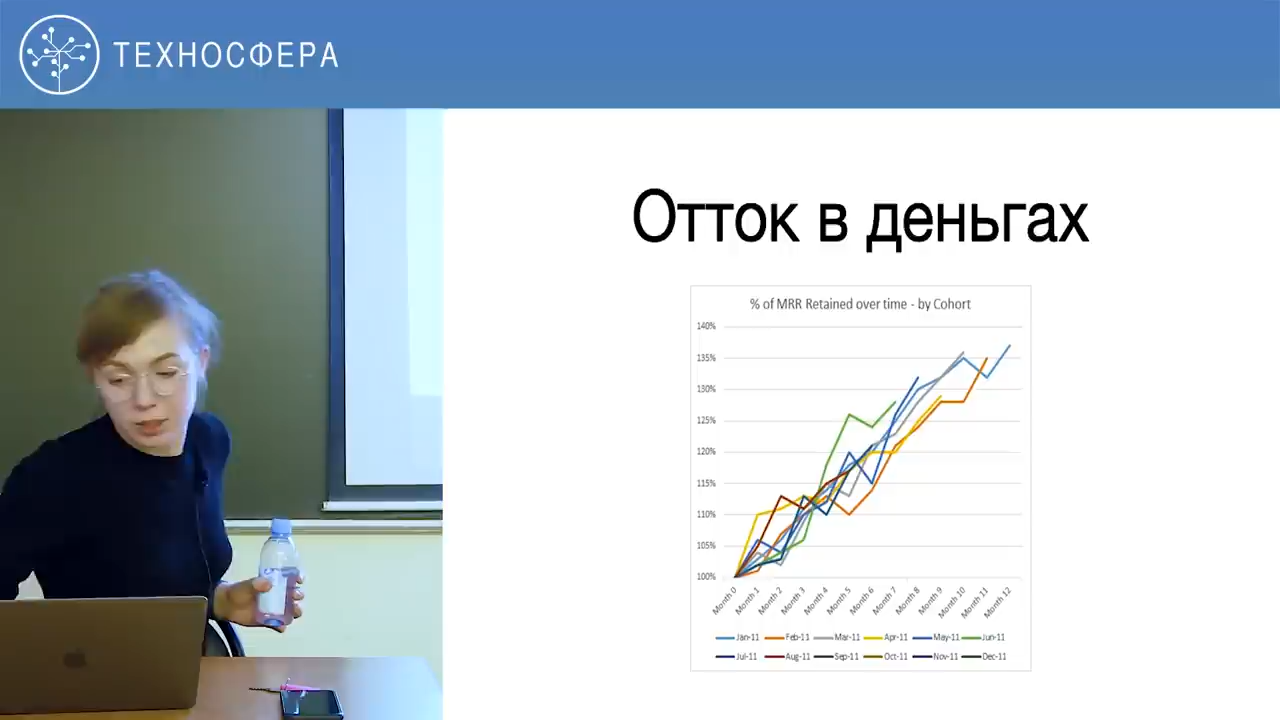 ТЕХНОСФЕРА
Отток в деньгах
% of MRR Retained over time - by Cohort
140%
135%
130%
125%
120%
115%
110%
105%
100%
Month 0 Month 1 Month 2 Month 3 Month 4 Month 5 Month 6 Month 7 Month 8 Month 9 Month 10 Month 11 Month 12
Jan-11 Feb-11 Mar-11 Apr-11 May-11 Jun-11
Jul-11 Aug-11 Sep-11 Oct-11 Nov-11 Dec-11